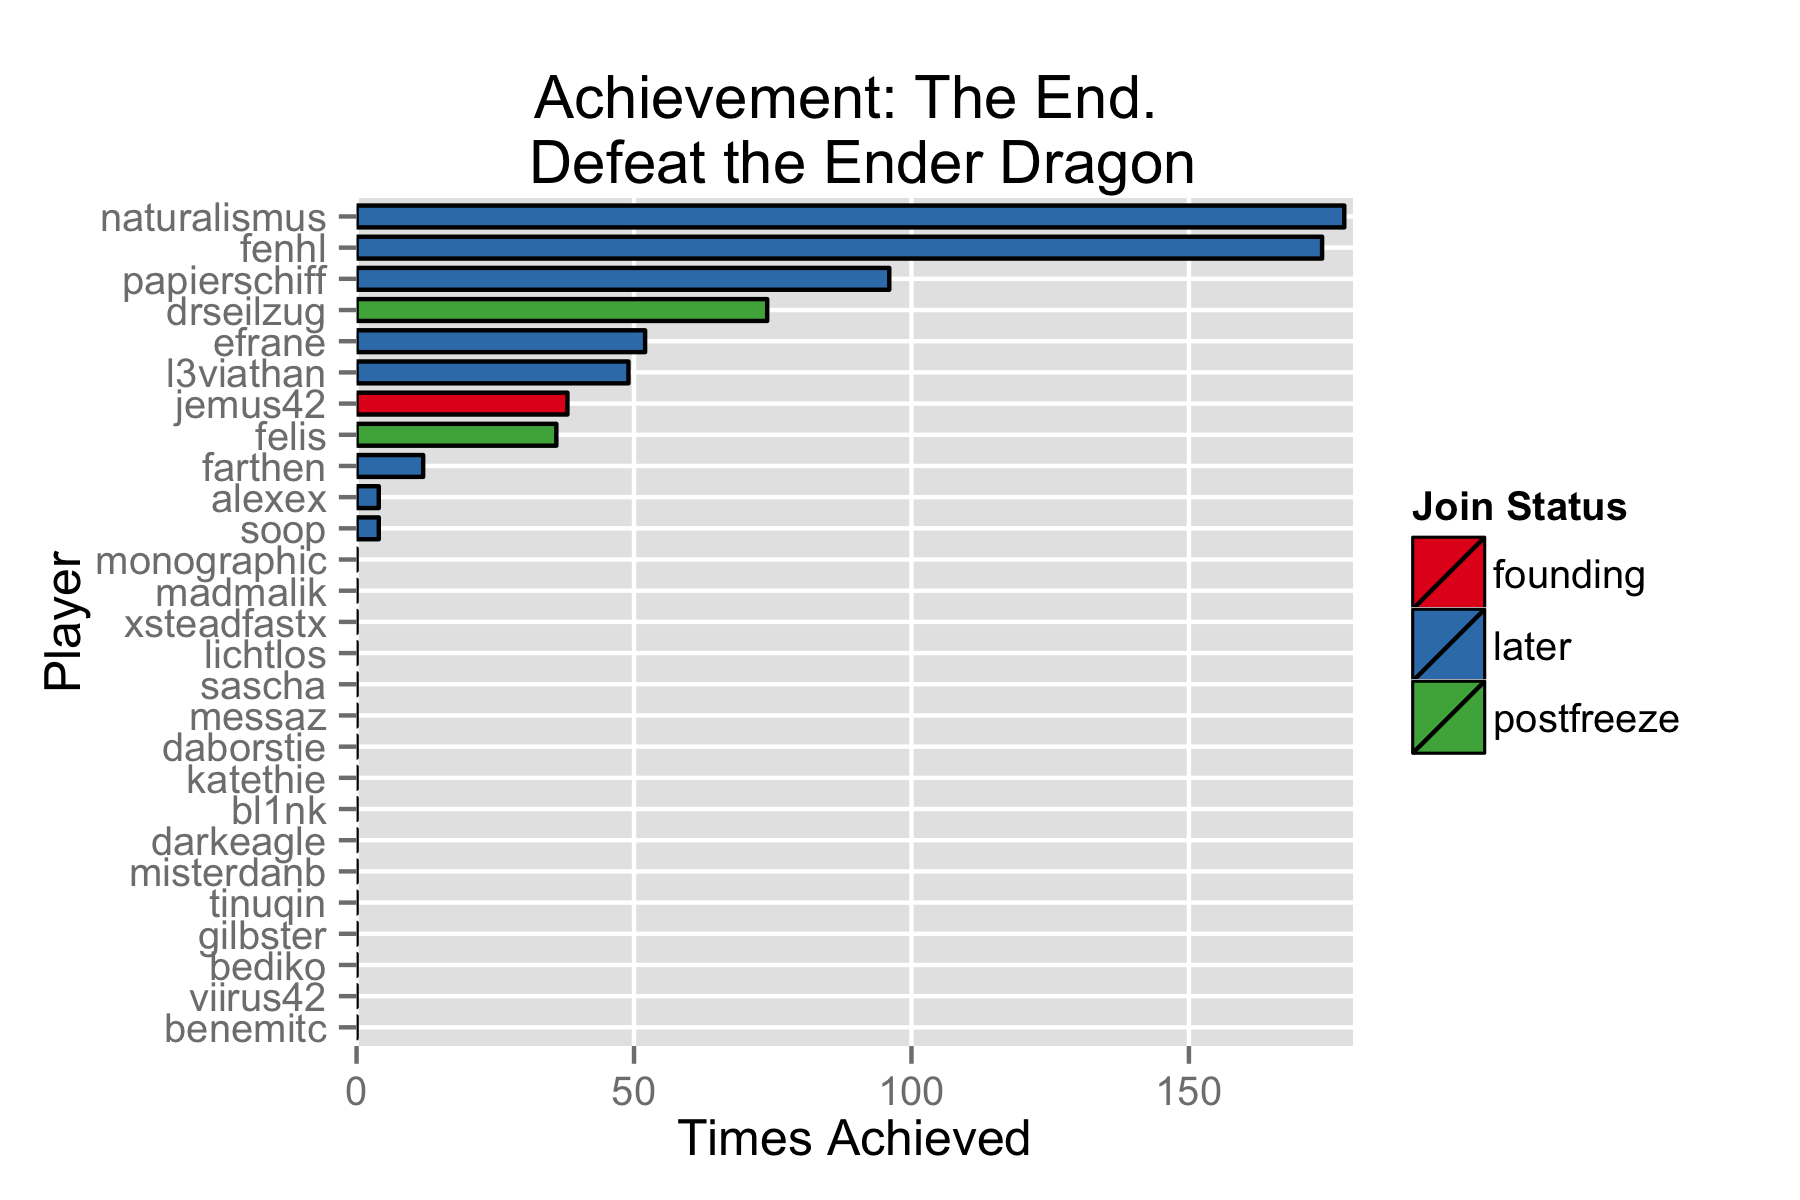 Achievement: The End.
Defeat the Ender Dragon
naturalismus
fenhl
papierschiff
drseilzug
efrane
l3viathan
jemus42
felis
farthen
alexex
soop
monographic
madmalik
xsteadfastx
lichtlos
sascha
messaz
daborstie
katethie
bl1nk
darkeagle
misterdanb
tinuqin
gilbster
bediko
viirus42
benemitc
Player
0 50 100 150
Times Achieved
Join Status
founding
later
postfreeze